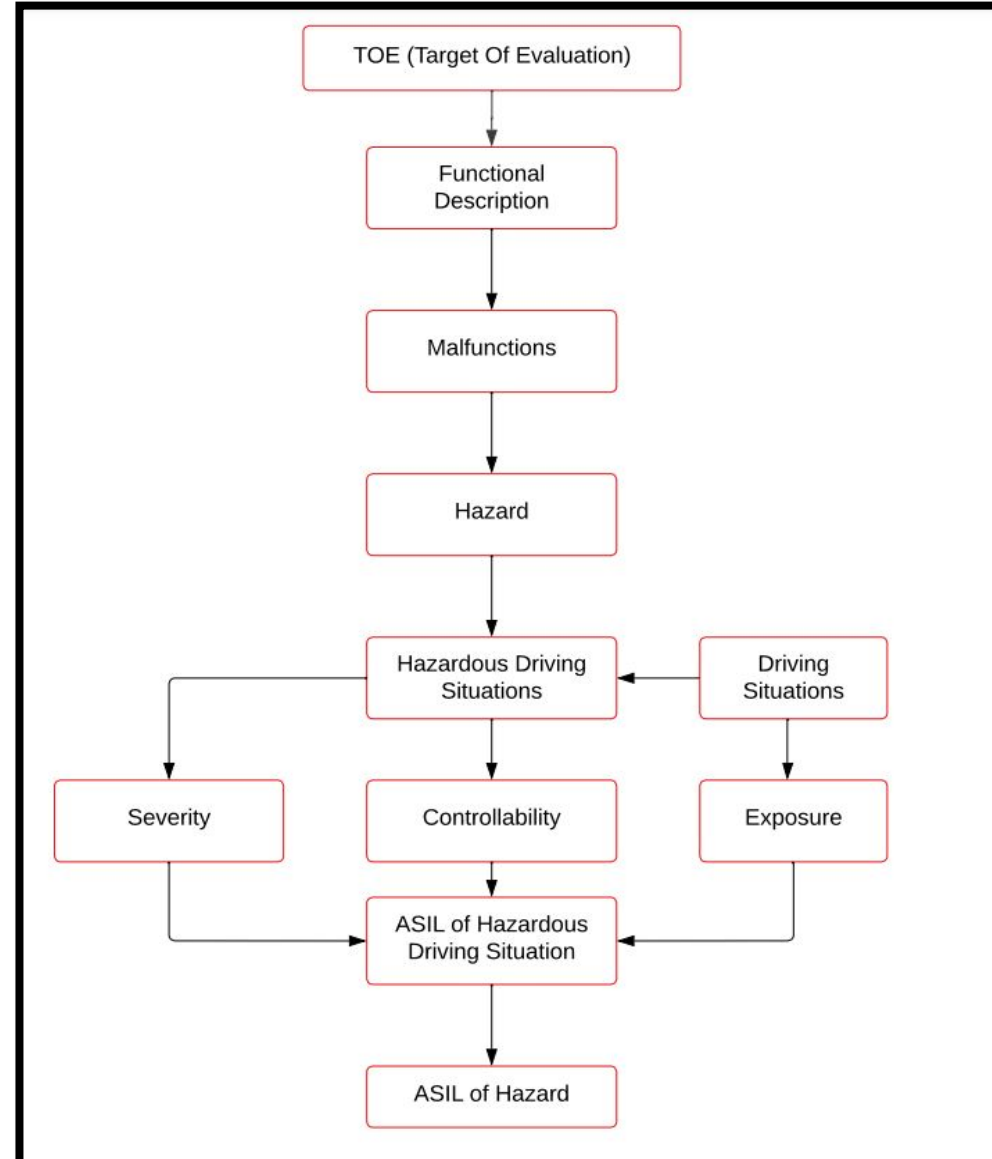 TOE (Target Of Evaluation)
Functional
Description
Malfunctions
Hazard
Hazardous Driving
Situations
Driving
Situations
Severity
Controllability
Exposure
ASIL of Hazardous
Driving Situation
ASIL of Hazard